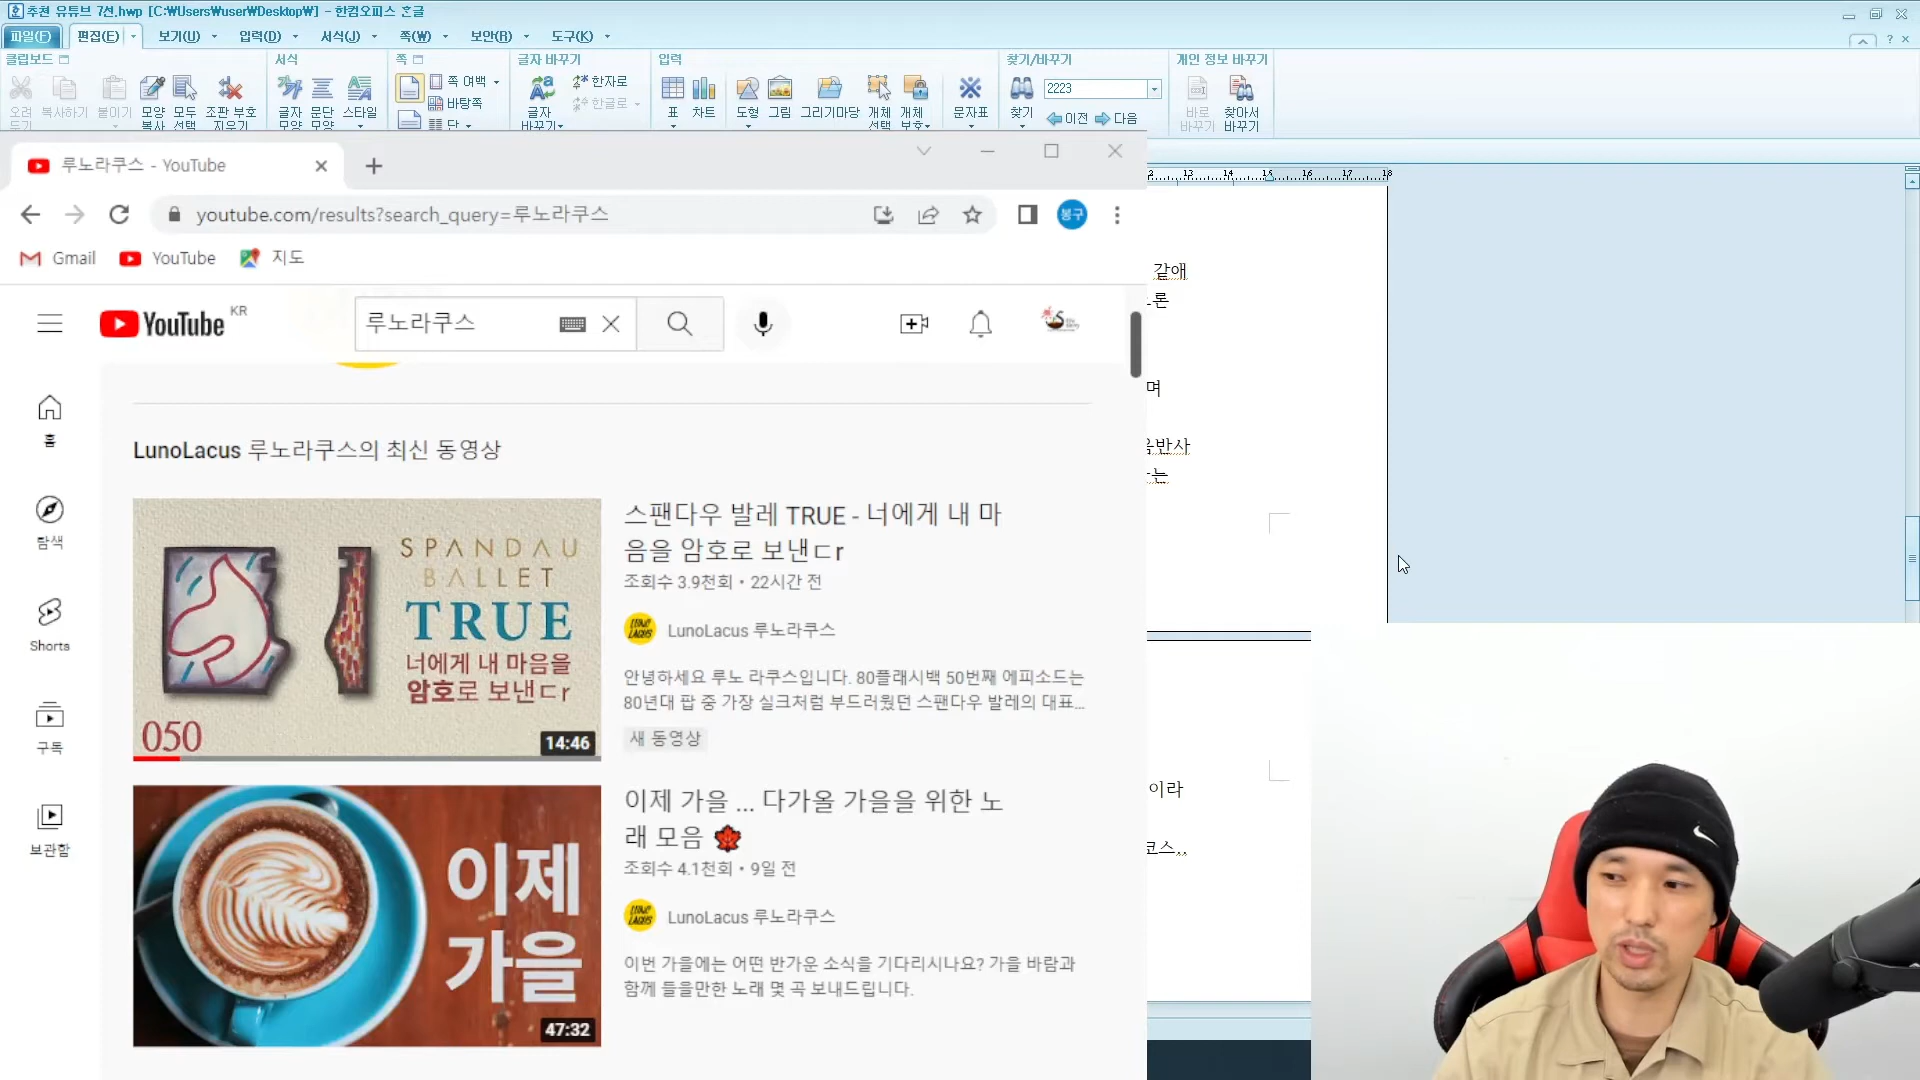 추천 유튜브 7선.hwp [C:\Users\user\Desktop\] - 한컴오피스 한글
파일(F) 편집(E) 보기(U) 입력(D) 서식(J) 쪽(W) 보안(R) 도구(K)
클립보드 서식 쪽 글자 바꾸기 입력 찾기/바꾸기 개인 정보 바꾸기
오려 두기 복사하기 붙이기 모양 복사 모두 선택 조판 부호 지우기 글자 모양 문단 모양 스타일
쪽 여백
바탕쪽
단
글자 바꾸기
한자로
한글로
표 차트 도형 그림 그리기마당 개체 선택 개체 보호 문자표
찾기 2223
이전 다음
바로 바꾸기 찾아서 바꾸기
루노라쿠스 - YouTube
youtube.com/results?search_query=루노라쿠스
봉구
Gmail YouTube 지도
YouTube KR
루노라쿠스
홈
탐색
Shorts
구독
보관함
LunoLacus 루노라쿠스의 최신 동영상
SPANDAU
BALLET
TRUE
너에게 내 마음을
암호로 보낸ㄷr
050
14:46
스팬다우 발레 TRUE - 너에게 내 마
음을 암호로 보낸ㄷr
조회수 3.9천회 • 22시간 전
LUNO LACUS
LunoLacus 루노라쿠스
안녕하세요 루노 라쿠스입니다. 80플래시백 50번째 에피소드는
80년대 팝 중 가장 실크처럼 부드러웠던 스팬다우 발레의 대표...
새 동영상
이제
가을
47:32
이제 가을 ... 다가올 가을을 위한 노
래 모음 🍁
조회수 4.1천회 • 9일 전
LUNO LACUS
LunoLacus 루노라쿠스
이번 가을에는 어떤 반가운 소식을 기다리시나요? 가을 바람과
함께 들을만한 노래 몇 곡 보내드립니다.
13 14 15 16 17 18
같애
론
며
음반사
는
이라
코스..